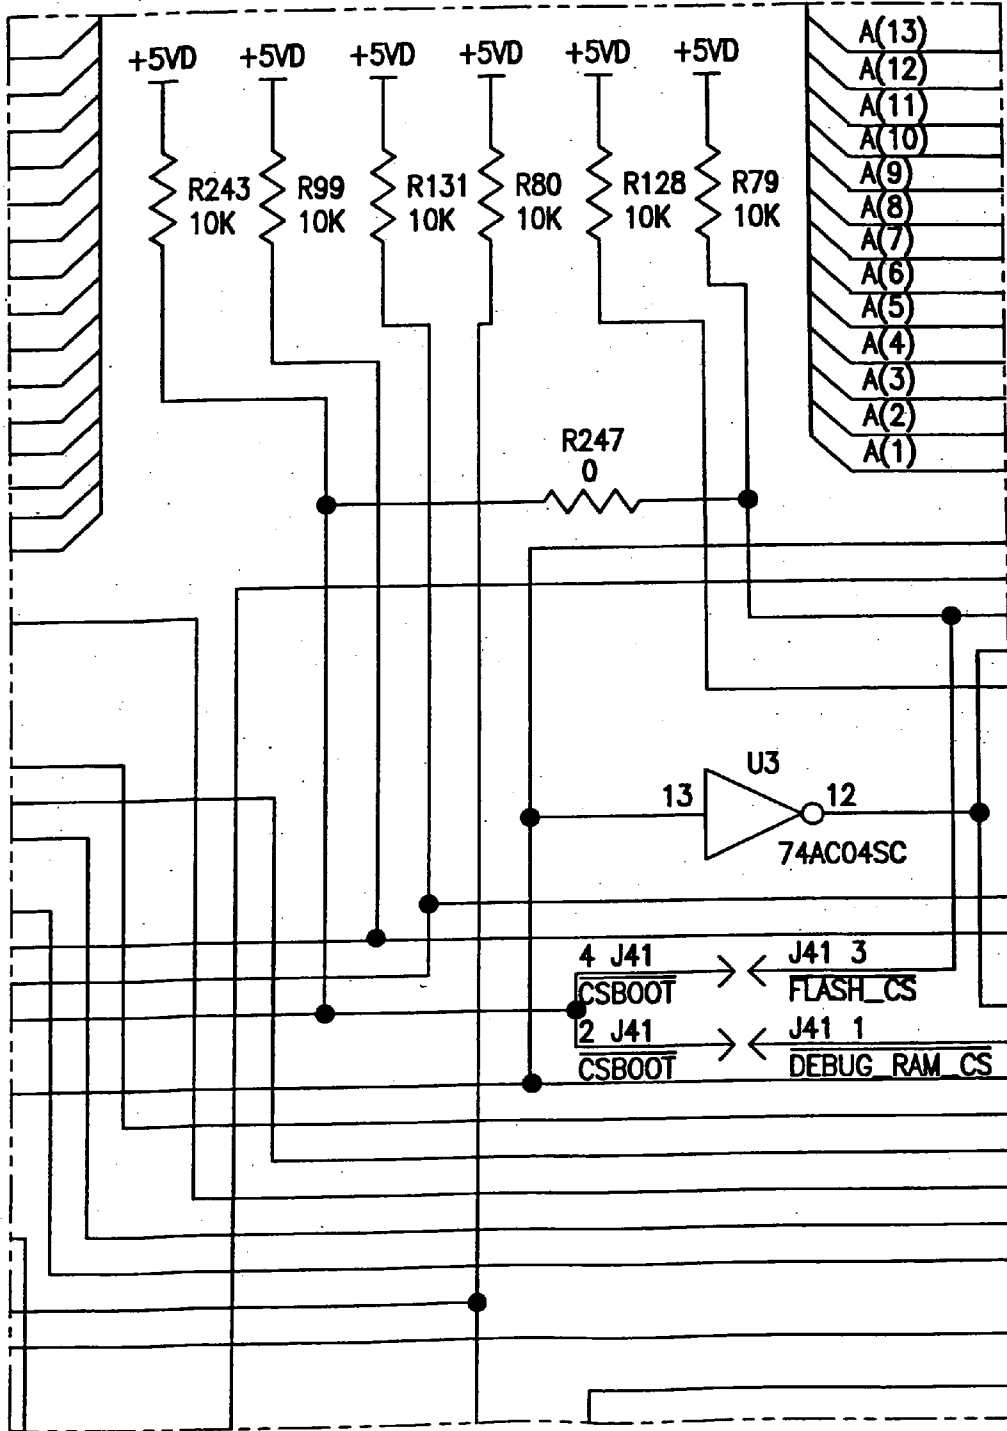 +5VD +5VD +5VD +5VD +5VD +5VD
R243 R99 R131 R80 R128 R79
10K 10K 10K 10K 10K 10K
A(13)
A(12)
A(11)
A(10)
A(9)
A(8)
A(7)
A(6)
A(5)
A(4)
A(3)
A(2)
A(1)
R247
0
U3
13 12
74AC04SC
4 J41 J41 3
CSBOOT FLASH_CS
2 J41 J41 1
CSBOOT DEBUG_RAM_CS